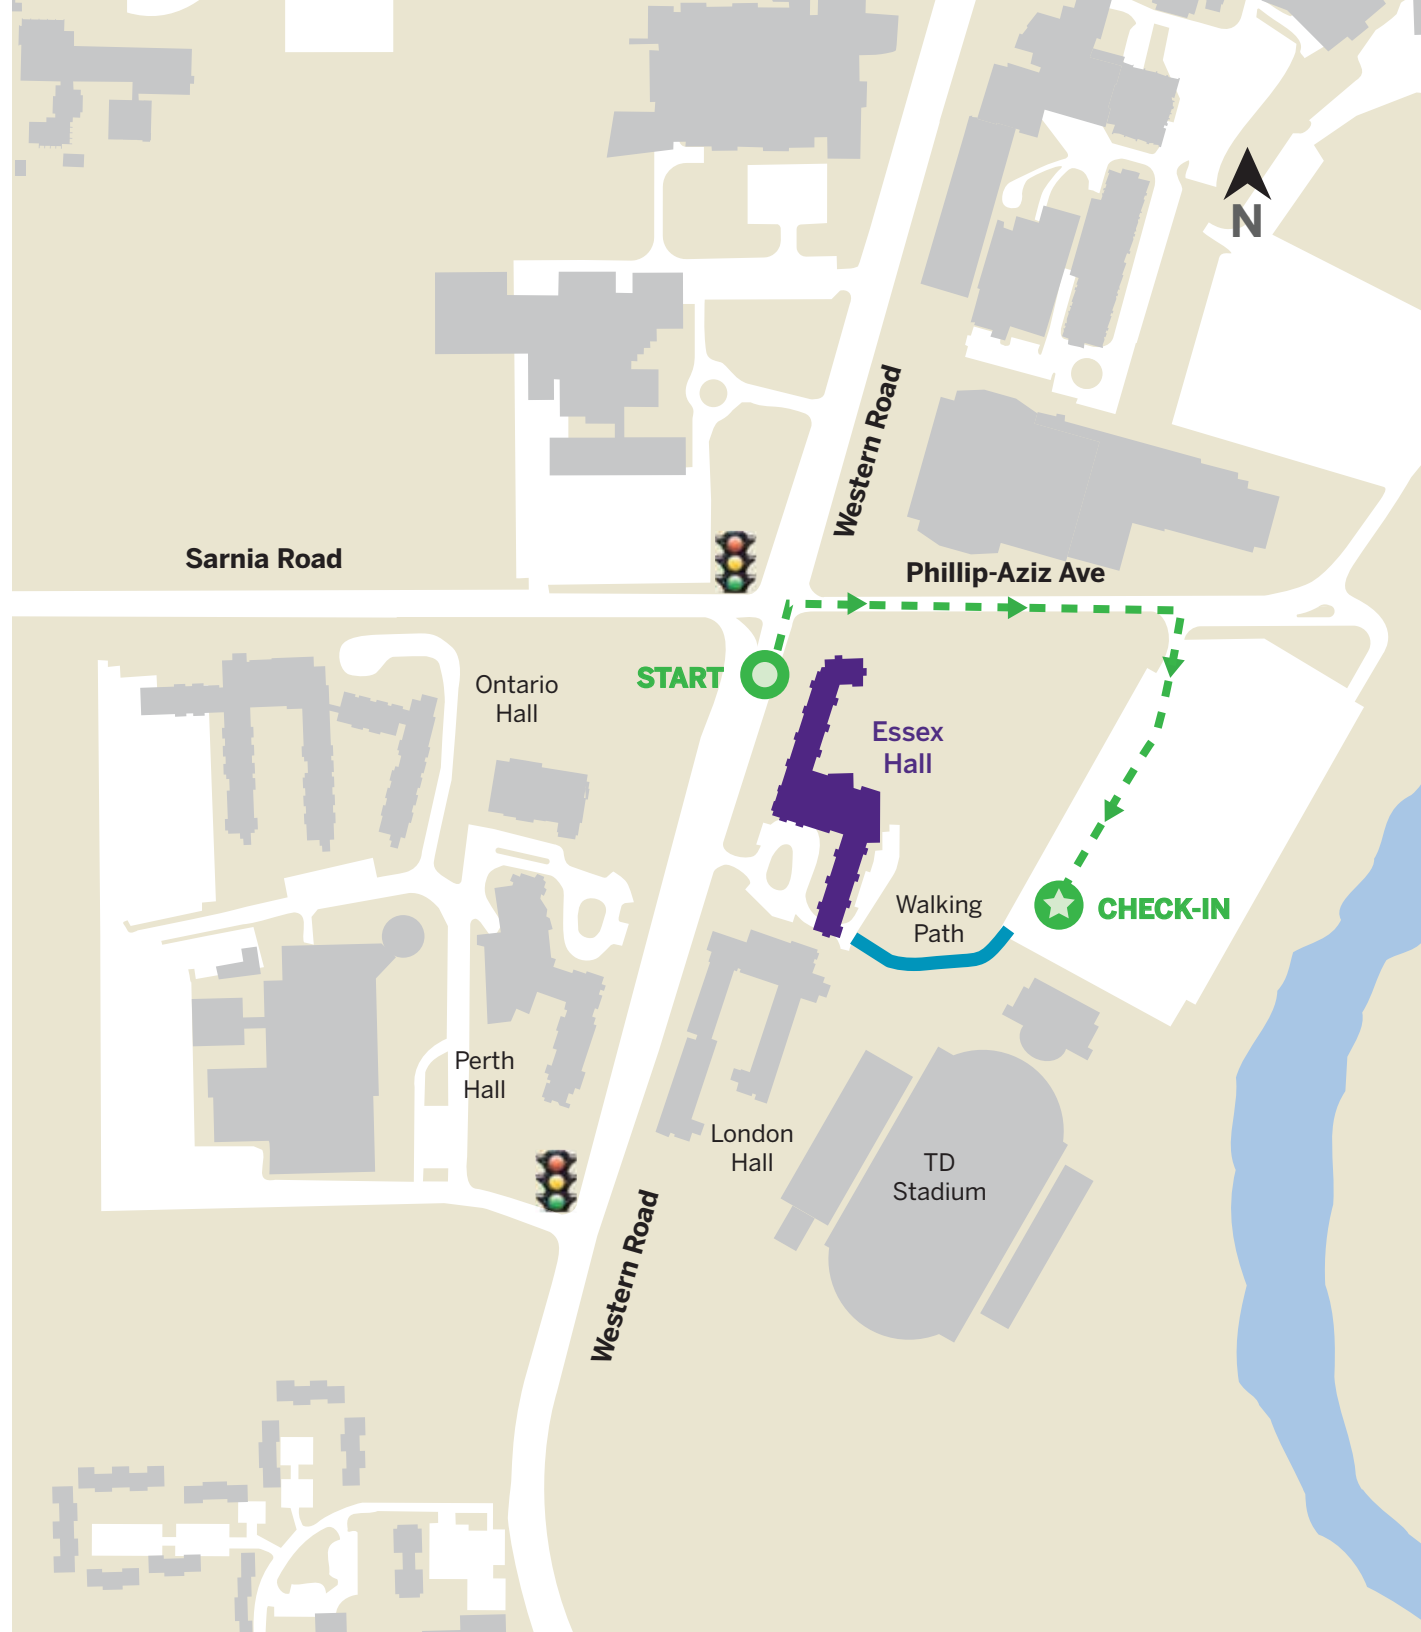 N
Western Road
Sarnia Road
Phillip-Aziz Ave
START
Ontario
Hall
Essex
Hall
Walking
Path
CHECK-IN
Perth
Hall
London
Hall
TD
Stadium
Western Road